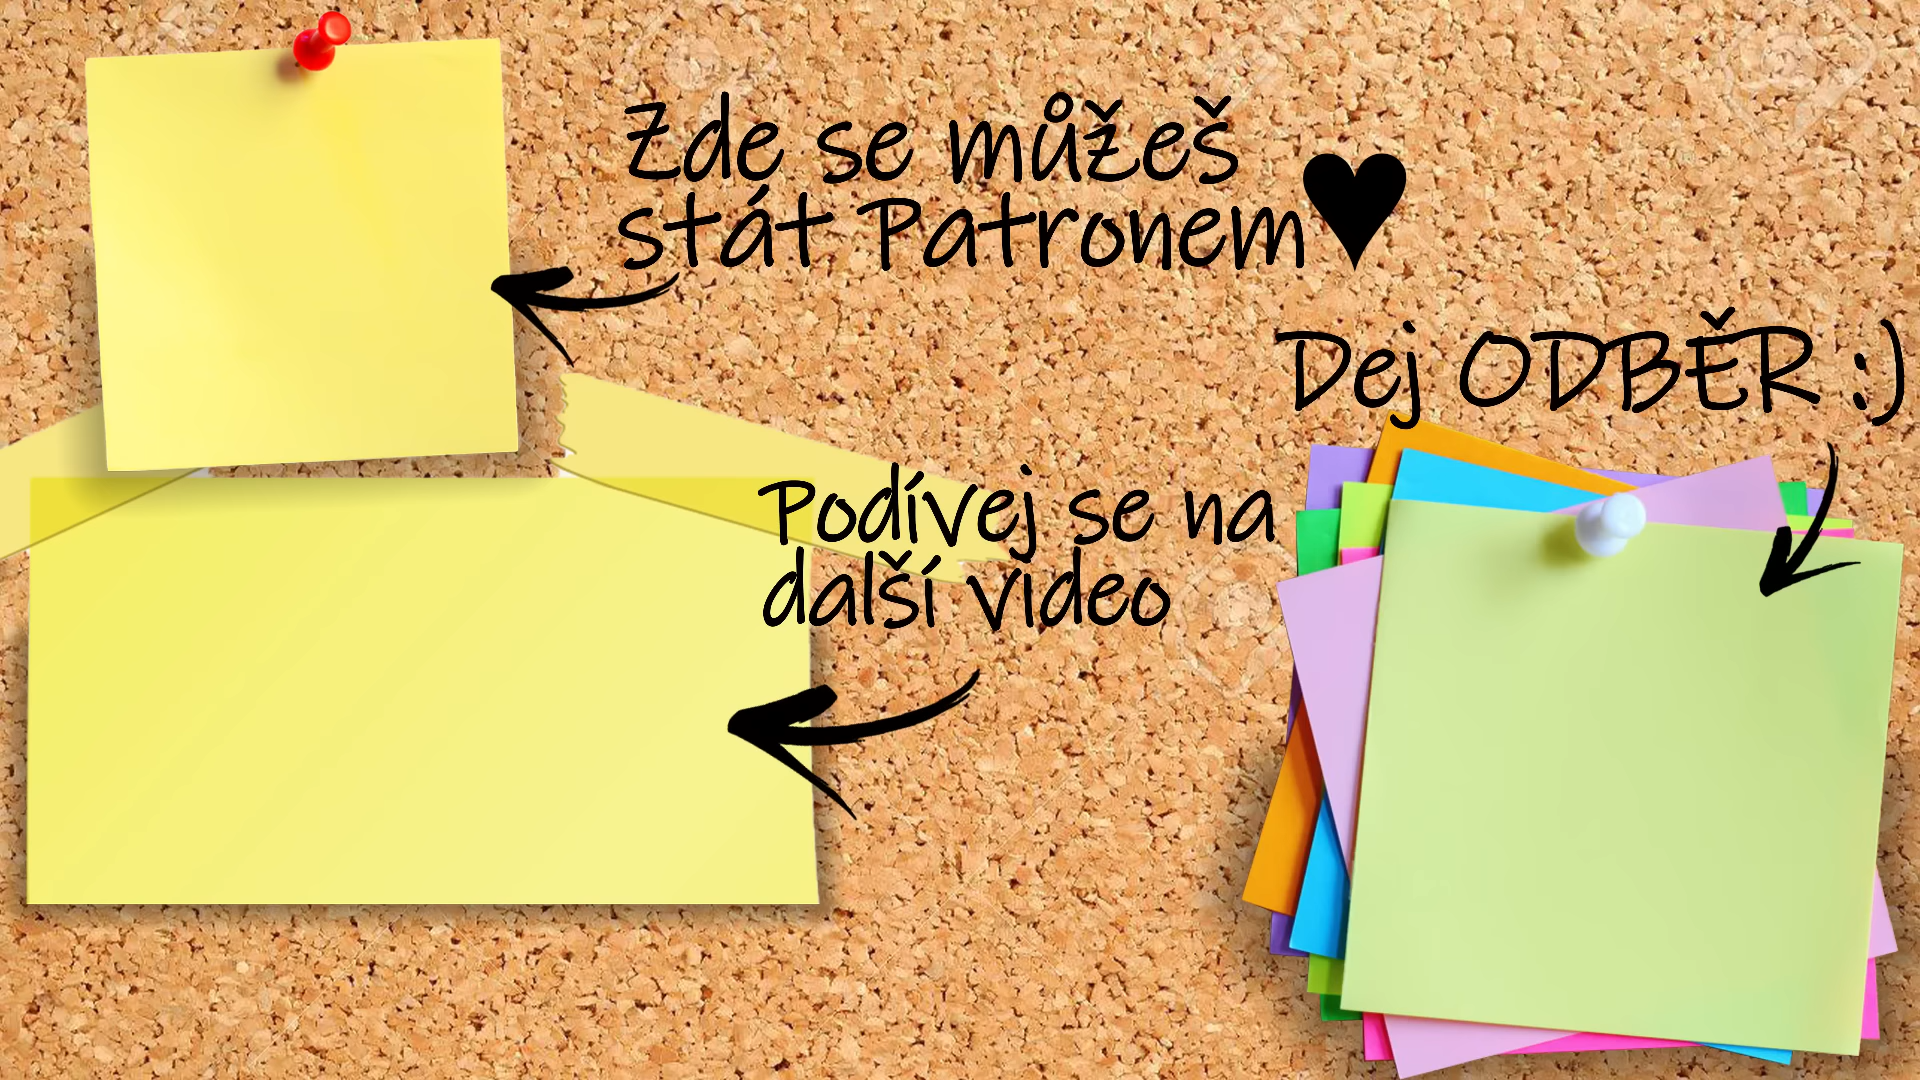 Zde se můžeš
stát Patronem♥
Dej ODBĚR :)
Podívej se na
další video